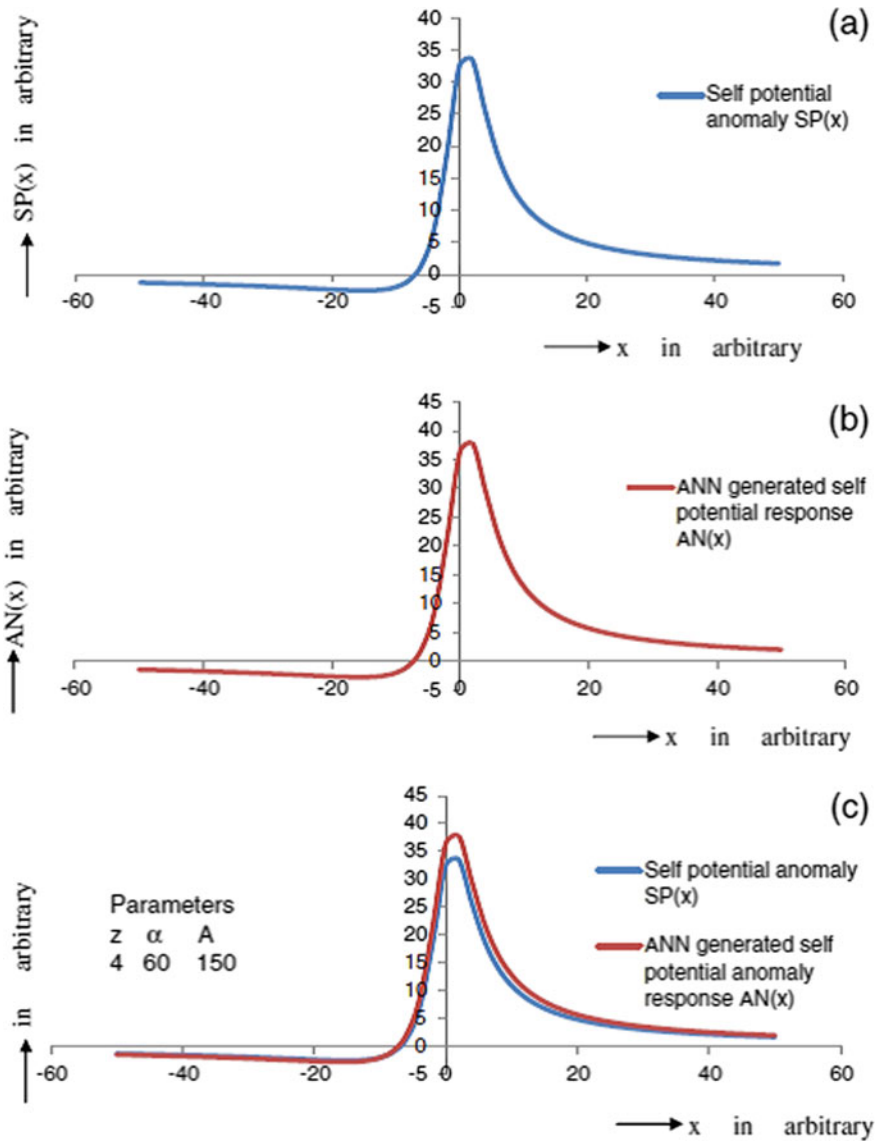 (a)
SP(x) in arbitrary
40
35
30
25
20
15
10
5
0
-5
-60 -40 -20 0 20 40 60
Self potential
anomaly SP(x)
x in arbitrary
(b)
AN(x) in arbitrary
45
40
35
30
25
20
15
10
5
0
-5
-60 -40 -20 0 20 40 60
ANN generated self
potential response
AN(x)
x in arbitrary
(c)
in arbitrary
45
40
35
30
25
20
15
10
5
0
-5
-60 -40 -20 0 20 40 60
Parameters
z α A
4 60 150
Self potential anomaly
SP(x)
ANN generated self
potential anomaly
response AN(x)
x in arbitrary